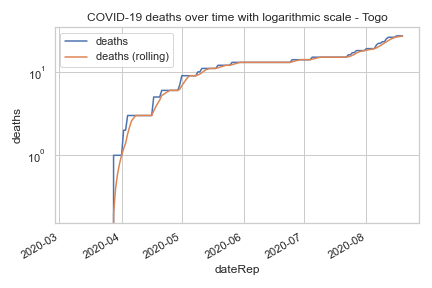 COVID-19 deaths over time with logarithmic scale - Togo
deaths
deaths (rolling)
10¹
10⁰
deaths
2020-03
2020-04
2020-05
2020-06
2020-07
2020-08
dateRep